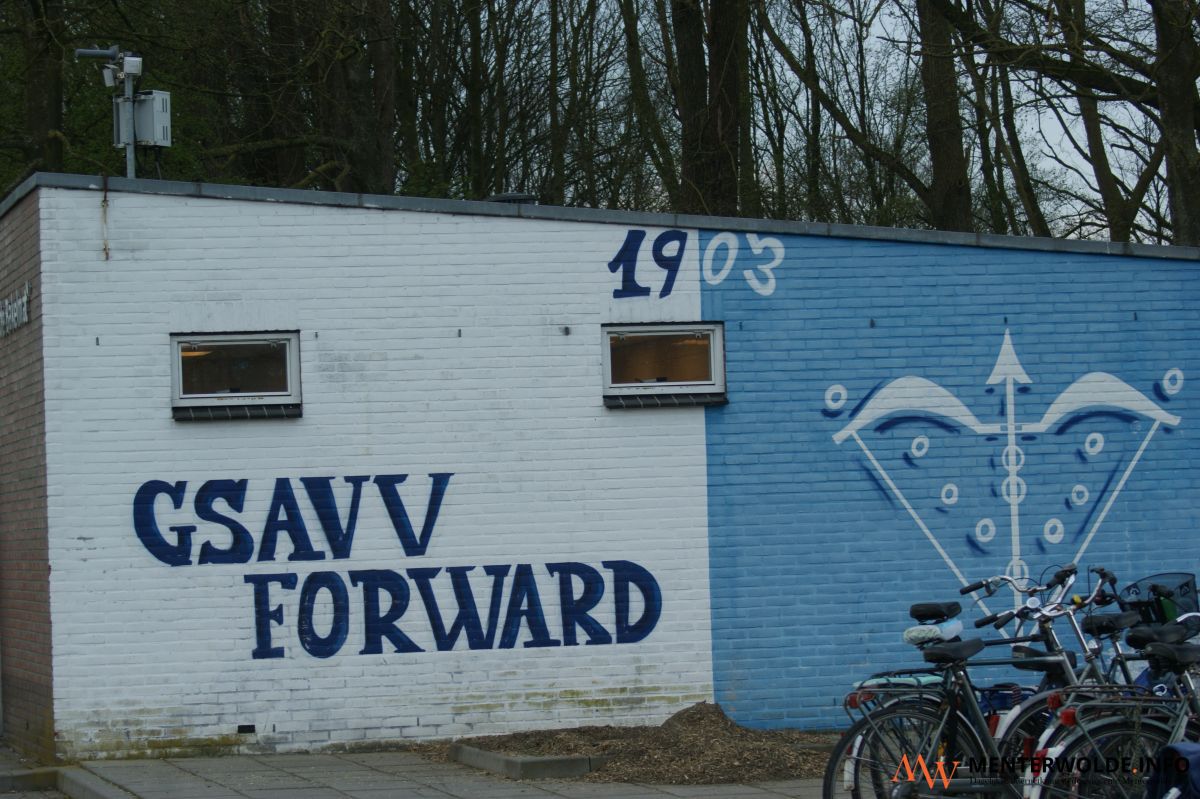 1903
GSAVV
FORWARD
MENTERWOLDE.INFO